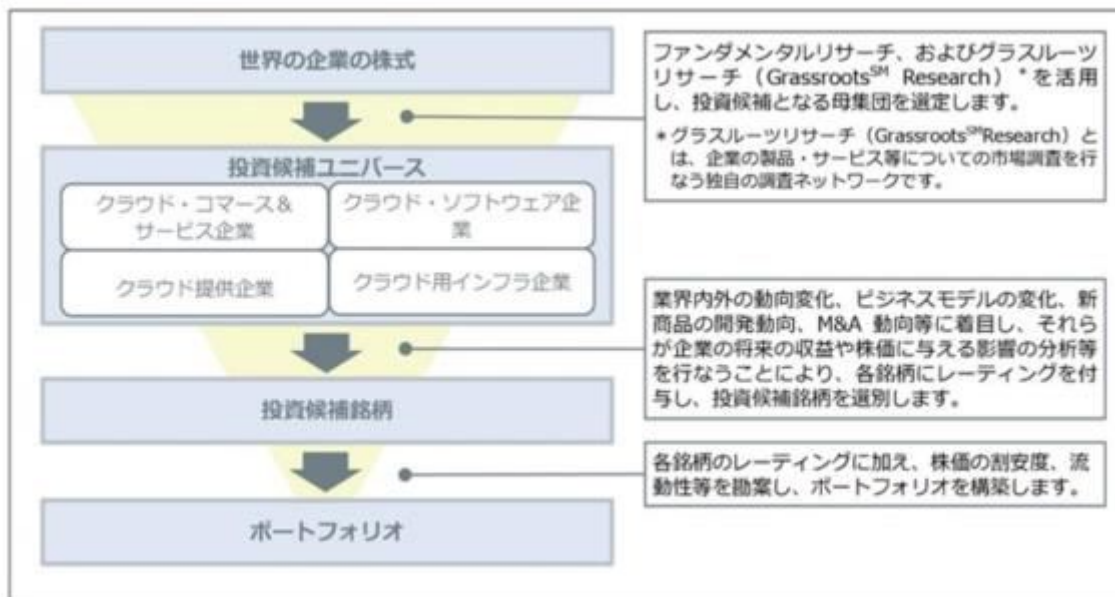 世界の企業の株式
ファンダメンタルリサーチ、およびグラスルーツ
リサーチ（Grassroots℠ Research）*を活用
し、投資候補となる母集団を選定します。
＊グラスルーツリサーチ（Grassroots℠Research）と
は、企業の製品・サービス等についての市場調査を行
なう独自の調査ネットワークです。
投資候補ユニバース
クラウド・コマース＆
サービス企業
クラウド・ソフトウェア企
業
クラウド提供企業
クラウド用インフラ企業
業界内外の動向変化、ビジネスモデルの変化、新
商品の開発動向、M&A 動向等に着目し、それら
が企業の将来の収益や株価に与える影響の分析等
を行なうことにより、各銘柄にレーティングを付
与し、投資候補銘柄を選別します。
投資候補銘柄
各銘柄のレーティングに加え、株価の割安度、流
動性等を勘案し、ポートフォリオを構築します。
ポートフォリオ